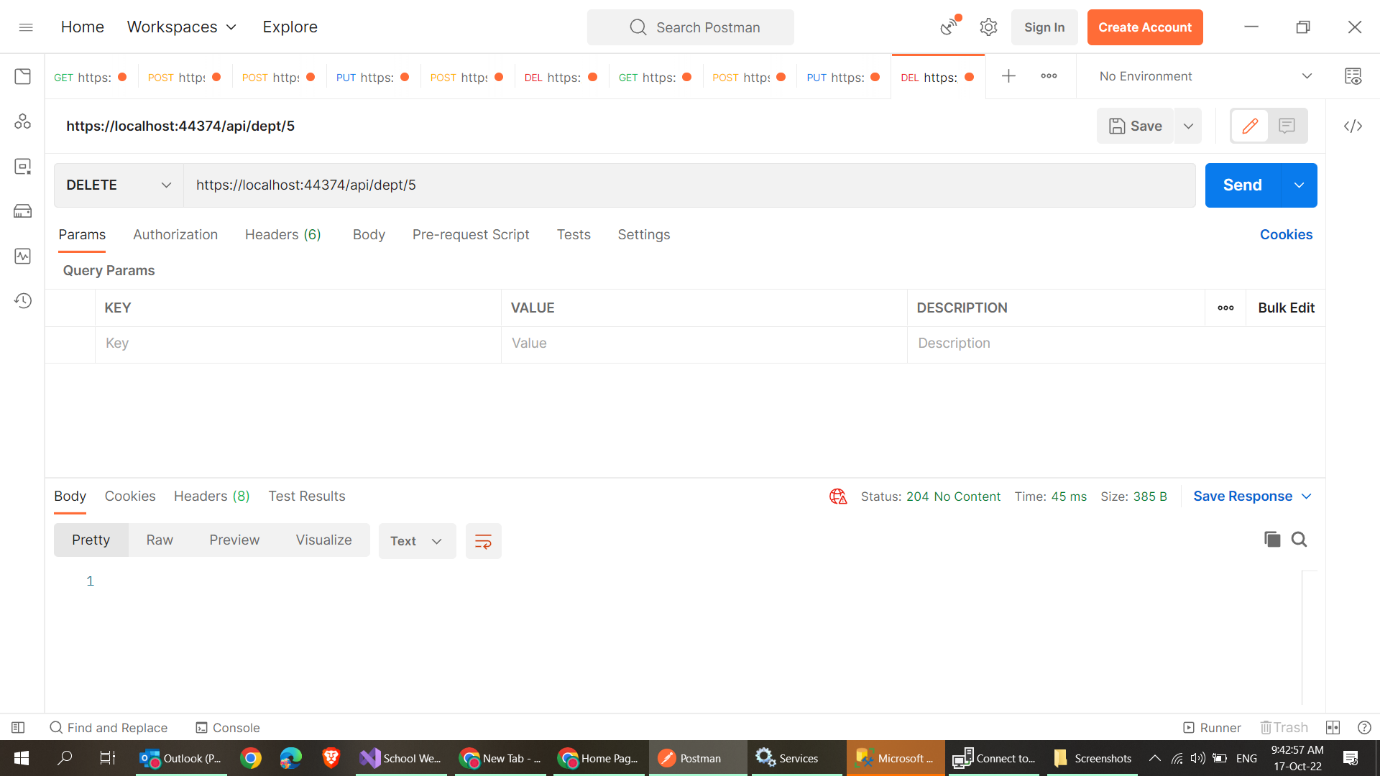 Home Workspaces Explore Search Postman Sign In Create Account
GET https: POST https: POST https: PUT https: POST https: DEL https: GET https: POST https: PUT https: DEL https: No Environment
https://localhost:44374/api/dept/5 Save
DELETE https://localhost:44374/api/dept/5 Send
Params Authorization Headers (6) Body Pre-request Script Tests Settings Cookies
Query Params
KEY VALUE DESCRIPTION Bulk Edit
Key Value Description
Body Cookies Headers (8) Test Results Status: 204 No Content Time: 45 ms Size: 385 B Save Response
Pretty Raw Preview Visualize Text
1
Find and Replace Console Runner Trash
Outlook (P... School We... New Tab - ... Home Pag... Postman Services Microsoft ... Connect to... Screenshots ENG 9:42:57 AM
17-Oct-22